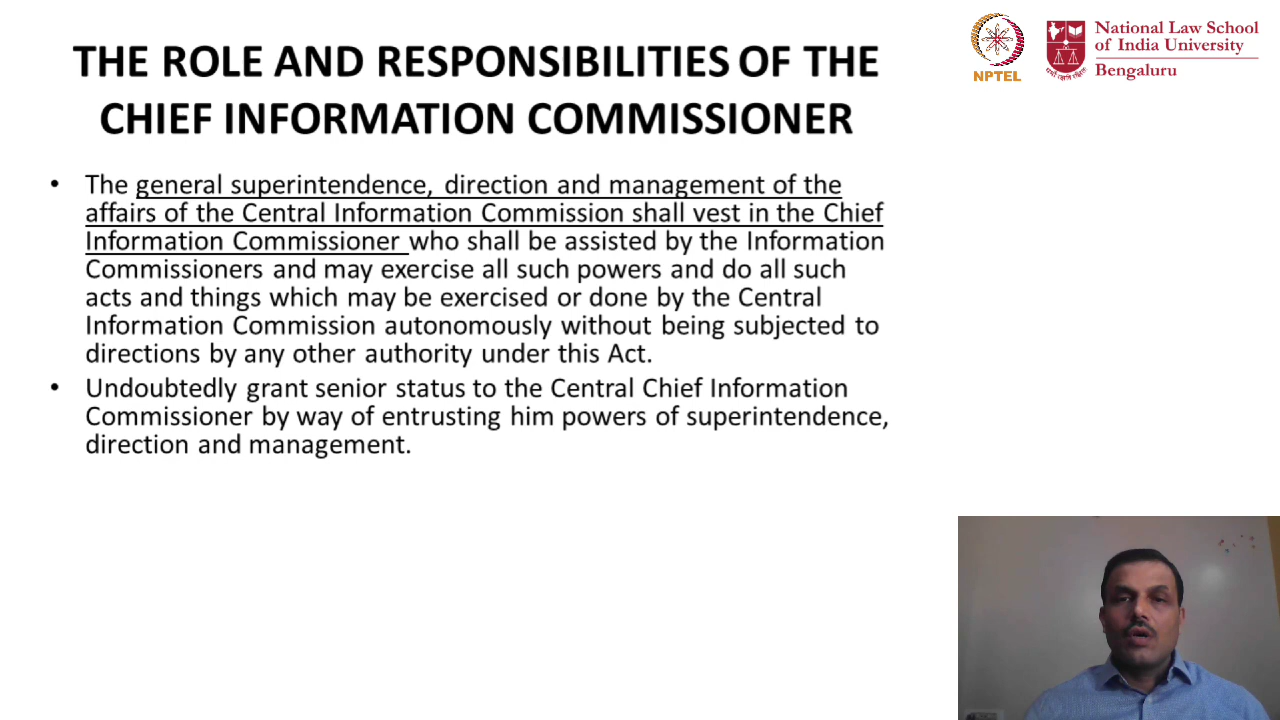 THE ROLE AND RESPONSIBILITIES OF THE
CHIEF INFORMATION COMMISSIONER
NPTEL
National Law School
of India University
Bengaluru
• The general superintendence, direction and management of the
affairs of the Central Information Commission shall vest in the Chief
Information Commissioner who shall be assisted by the Information
Commissioners and may exercise all such powers and do all such
acts and things which may be exercised or done by the Central
Information Commission autonomously without being subjected to
directions by any other authority under this Act.
• Undoubtedly grant senior status to the Central Chief Information
Commissioner by way of entrusting him powers of superintendence,
direction and management.